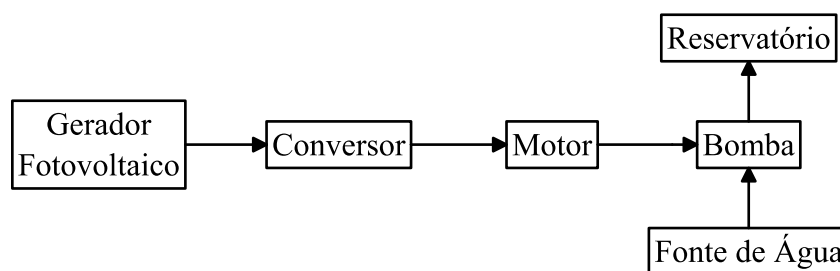 Reservatório
Gerador
Fotovoltaico
Conversor
Motor
Bomba
Fonte de Água